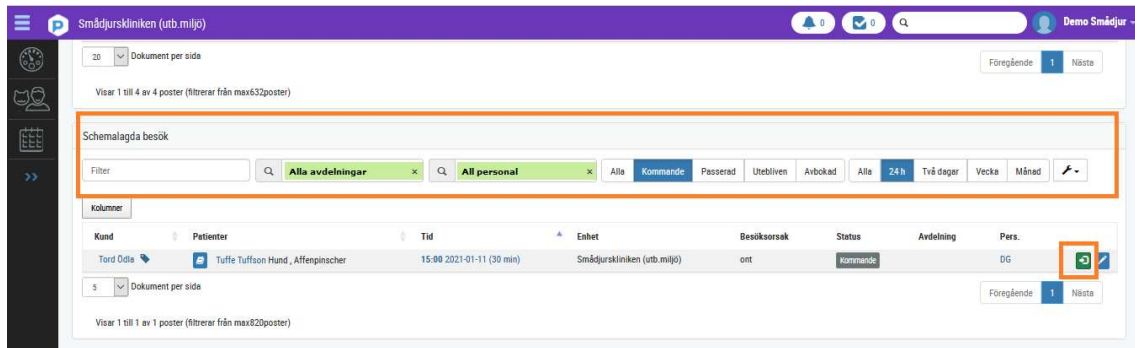 Smådjurskliniken (utb.miljö) 0 0 Demo Smådjur
20 Dokument per sida Föregående 1 Nästa
Visar 1 till 4 av 4 poster (filtrerar från max632poster)
Schemalagda besök
Filter Alla avdelningar × All personal × Alla Kommande Passerad Utebliven Avbokad Alla 24 h Två dagar Vecka Månad
Kolumner
Kund Patienter Tid Enhet Besöksorsak Status Avdelning Pers.
Tord Ödla Tuffe Tuffson Hund , Affenpinscher 15:00 2021-01-11 (30 min) Smådjurskliniken (utb.miljö) ont Kommande DG
5 Dokument per sida Föregående 1 Nästa
Visar 1 till 1 av 1 poster (filtrerar från max820poster)